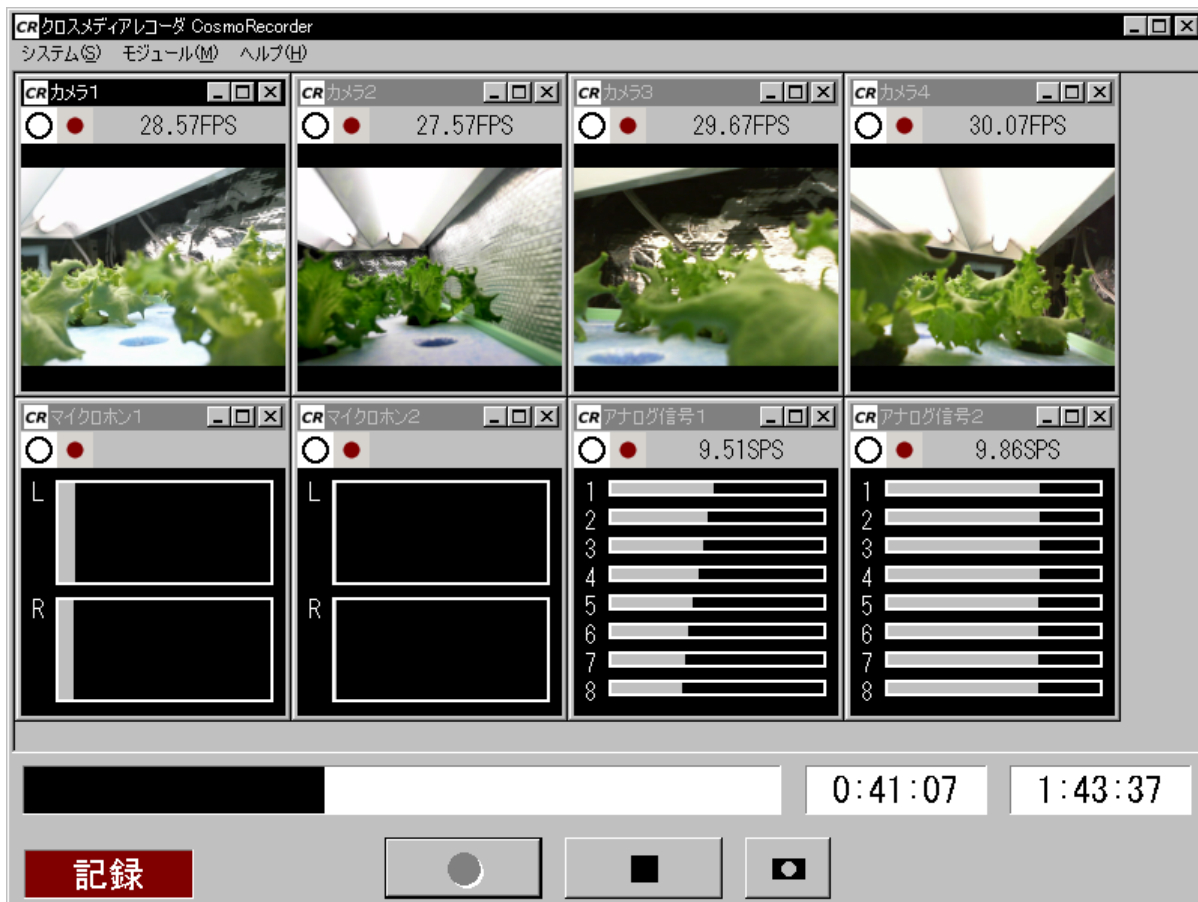 CR クロスメディアレコーダ CosmoRecorder
システム(S) モジュール(M) ヘルプ(H)
CR カメラ1
28.57FPS
CR カメラ2
27.57FPS
CR カメラ3
29.67FPS
CR カメラ4
30.07FPS
CR マイクロホン1
L
R
CR マイクロホン2
L
R
CR アナログ信号1
9.51SPS
1
2
3
4
5
6
7
8
CR アナログ信号2
9.86SPS
1
2
3
4
5
6
7
8
0:41:07
1:43:37
記録